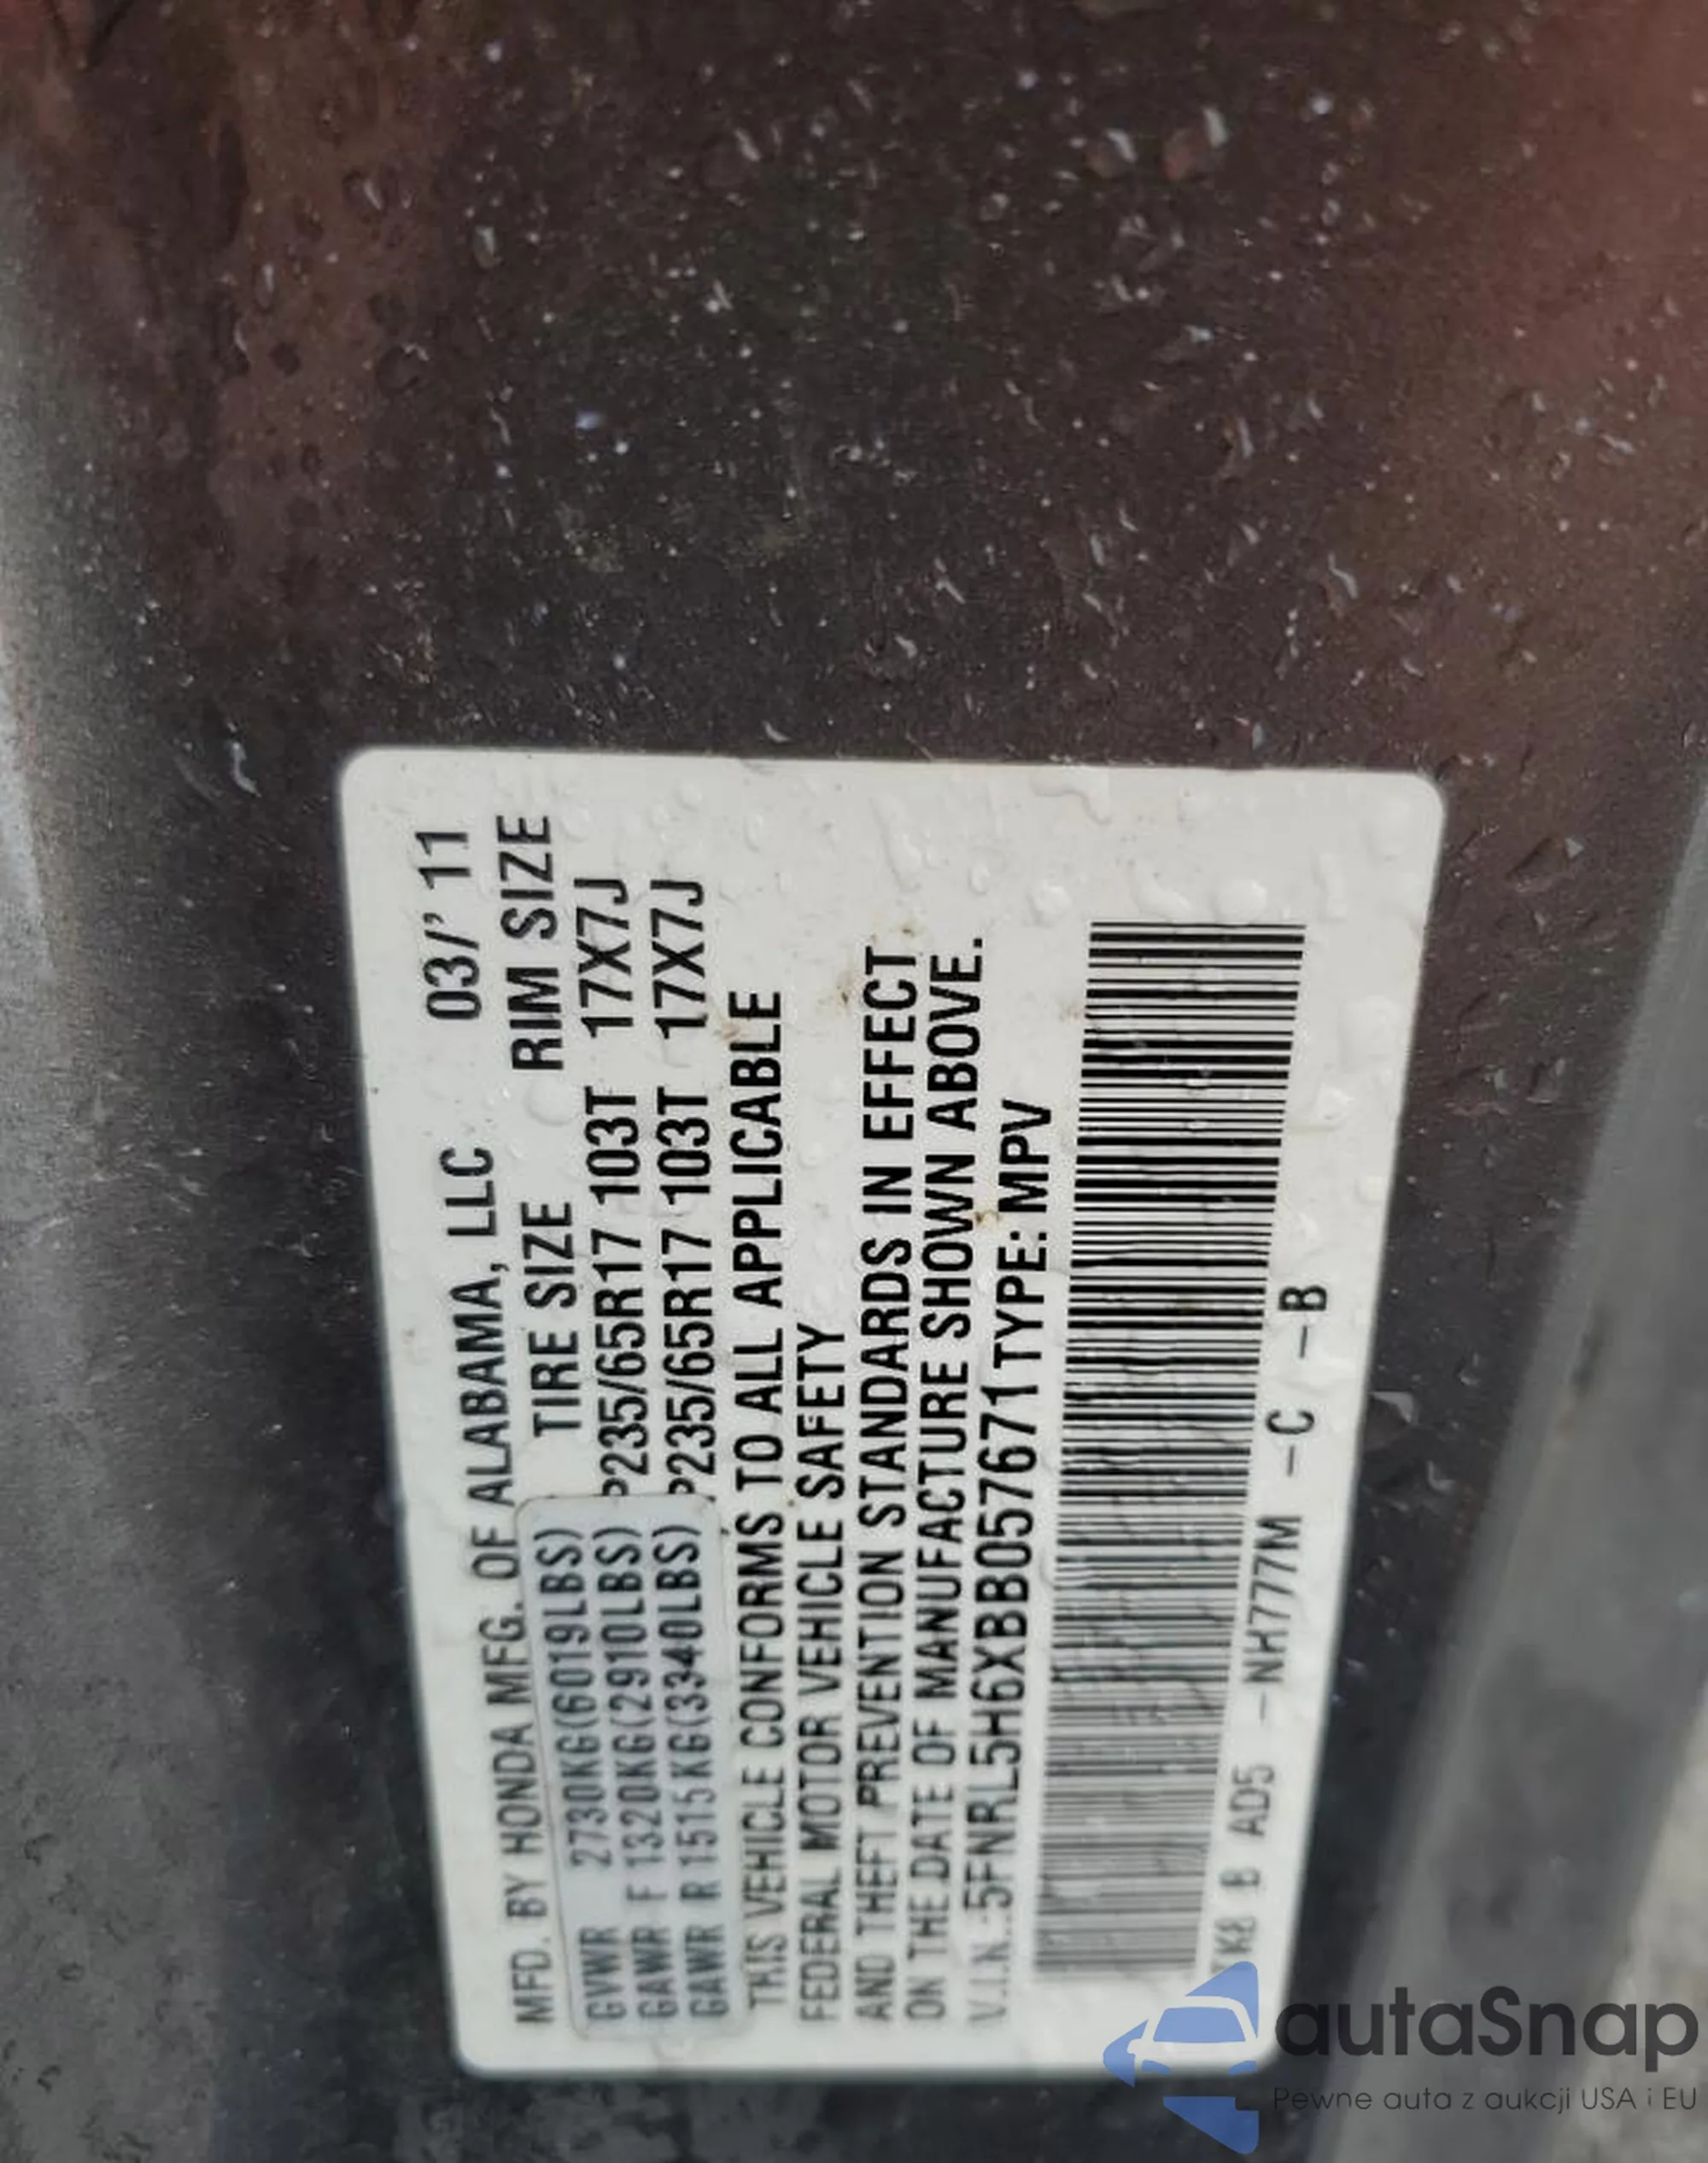 MFD. BY HONDA MFG. OF ALABAMA, LLC 03/' 11
TIRE SIZE RIM SIZE
GVWR 2730KG(6019LBS)
GAWR F 1320KG(2910LBS) P235/65R17 103T 17X7J
GAWR R 1515KG(3340LBS) P235/65R17 103T 17X7J
THIS VEHICLE CONFORMS TO ALL APPLICABLE
FEDERAL MOTOR VEHICLE SAFETY
AND THEFT PREVENTION STANDARDS IN EFFECT
ON THE DATE OF MANUFACTURE SHOWN ABOVE.
V.I.N.:5FNRL5H6XBB057671 TYPE: MPV
TK8 B AD5 -NH777M -C -B
autaSnap
Pewne auta z aukcji USA i EU